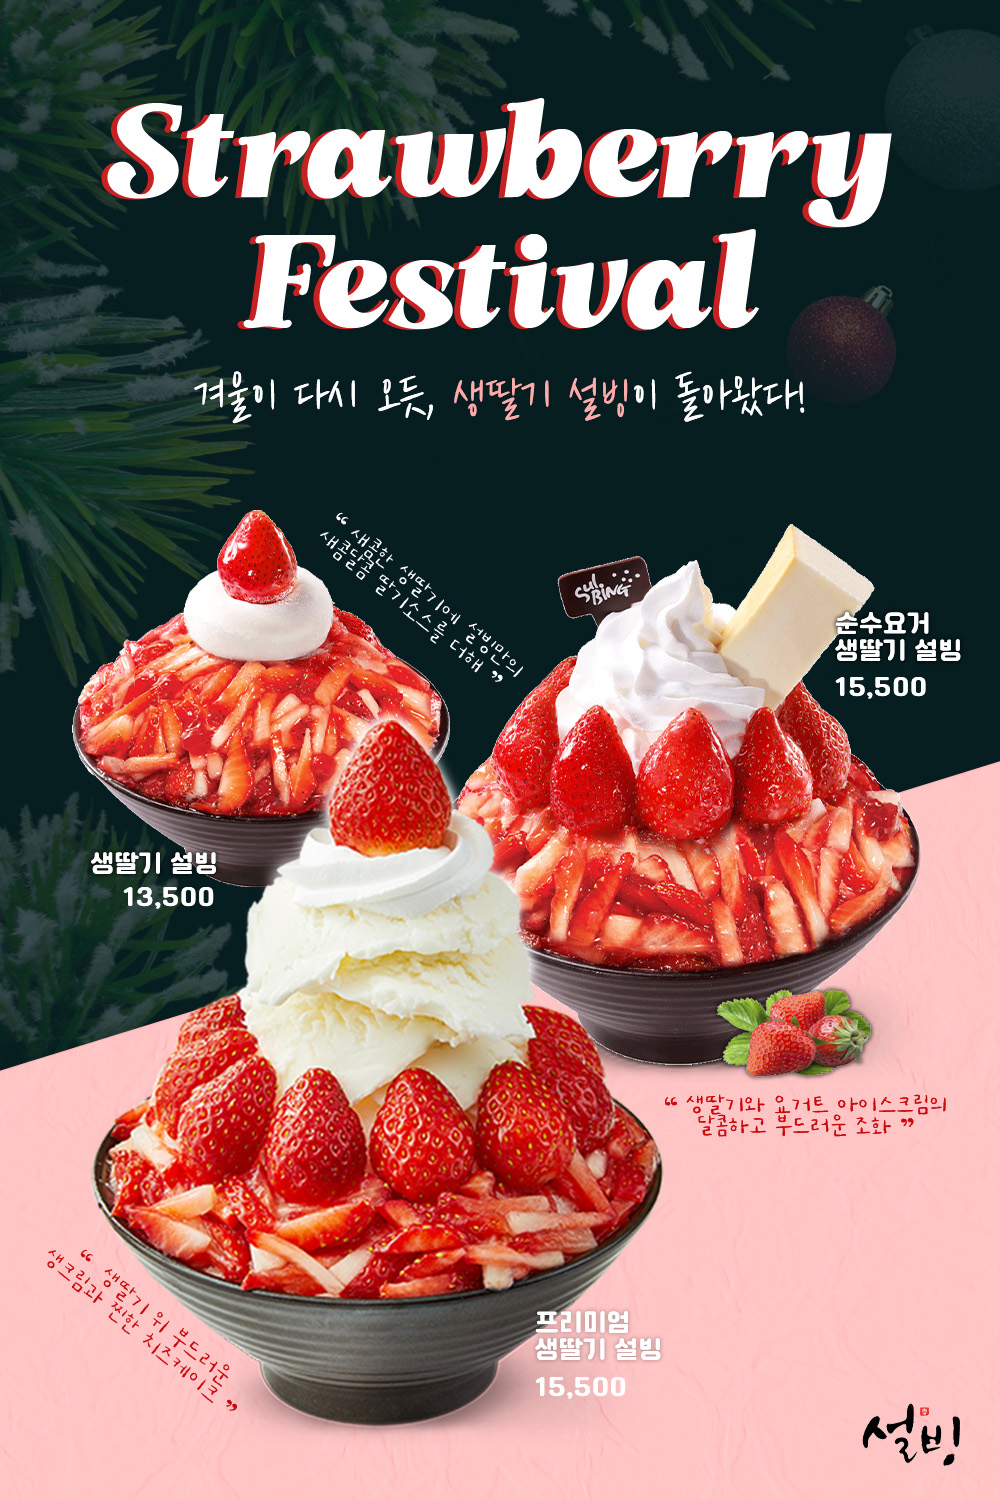 Strawberry
Festival
겨울이 다시 오듯, 생딸기 설빙이 돌아왔다!
“ 새콤한 생딸기에 설빙만의
새콤달콤 딸기소스를 더해 ”
Sul
BING
순수요거
생딸기 설빙
15,500
생딸기 설빙
13,500
“ 생딸기와 요거트 아이스크림의
달콤하고 부드러운 조화 ”
“ 생딸기 위 부드러운
생크림과 찐한 치즈케이크 ”
프리미엄
생딸기 설빙
15,500
설빙